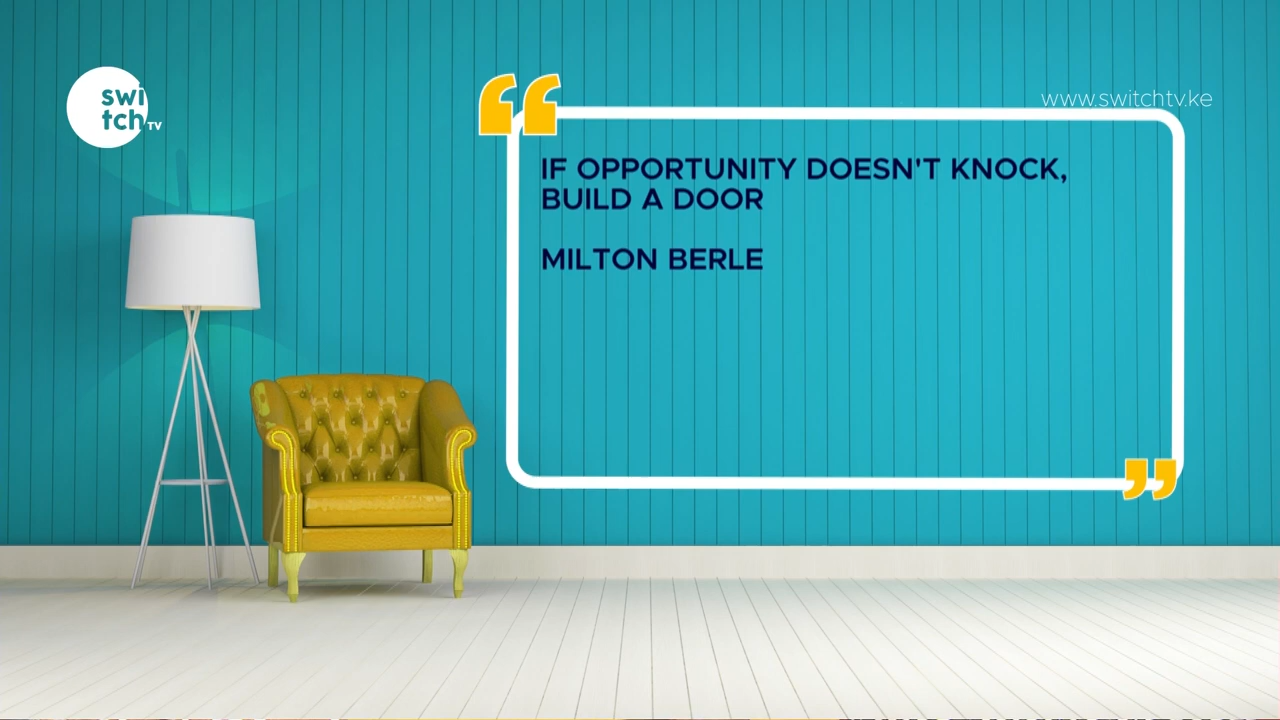 swi
tch TV
www.switchtv.ke
IF OPPORTUNITY DOESN'T KNOCK,
BUILD A DOOR
MILTON BERLE